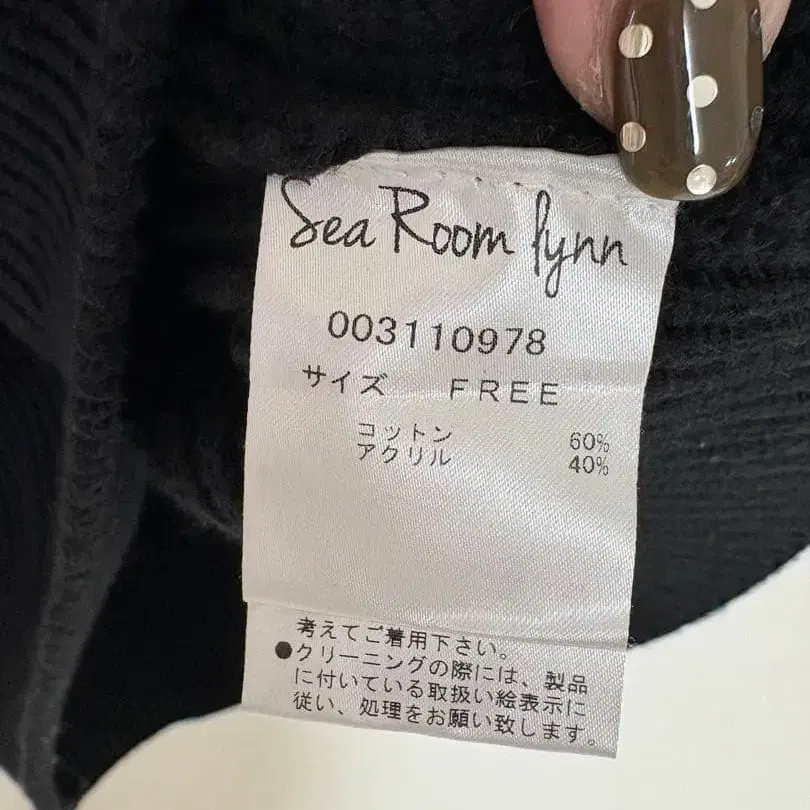 Sea Room lynn
003110978
サイズ FREE
コットン 60%
アクリル 40%
考えてご着用下さい。
●クリーニングの際には、製品
に付いている取扱い絵表示に
従い、処理をお願い致します。